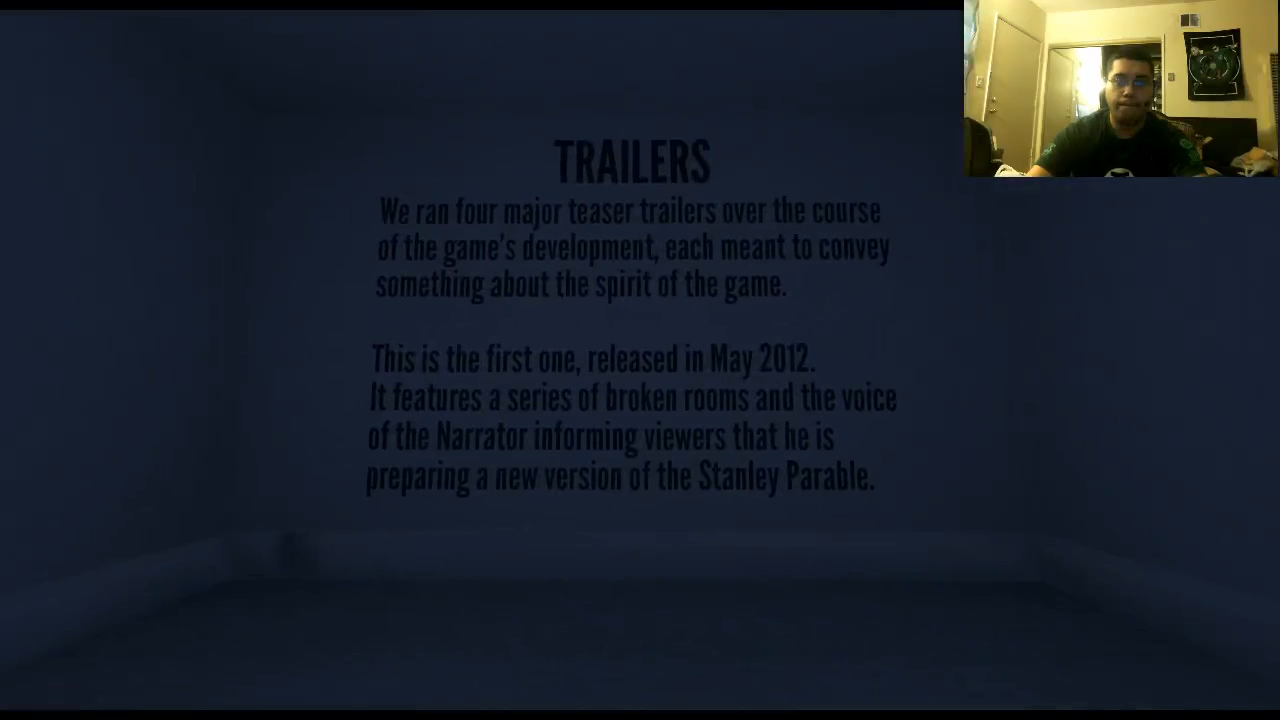 TRAILERS
We ran four major teaser trailers over the course
of the game's development, each meant to convey
something about the spirit of the game.
This is the first one, released in May 2012.
It features a series of broken rooms and the voice
of the Narrator informing viewers that he is
preparing a new version of the Stanley Parable.